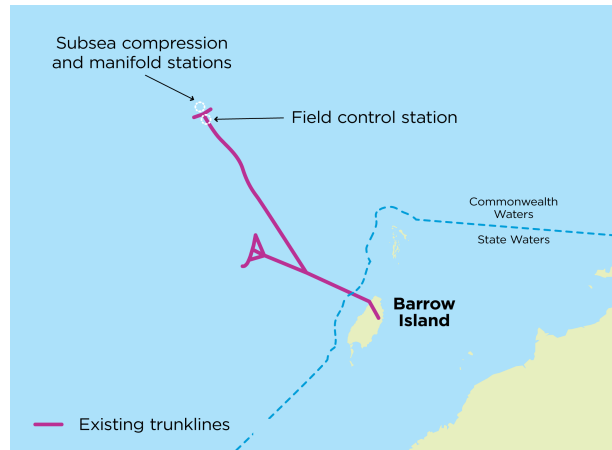 Subsea compression
and manifold stations
Field control station
Commonwealth
Waters
State Waters
Barrow
Island
Existing trunklines